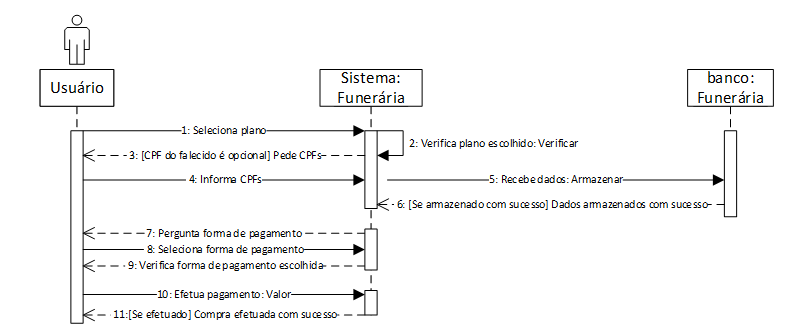 Usuário
Sistema:
Funerária
banco:
Funerária
1: Seleciona plano
2: Verifica plano escolhido: Verificar
3: [CPF do falecido é opcional] Pede CPFs
4: Informa CPFs
5: Recebe dados: Armazenar
6: [Se armazenado com sucesso] Dados armazenados com sucesso
7: Pergunta forma de pagamento
8: Seleciona forma de pagamento
9: Verifica forma de pagamento escolhida
10: Efetua pagamento: Valor
11:[Se efetuado] Compra efetuada com sucesso